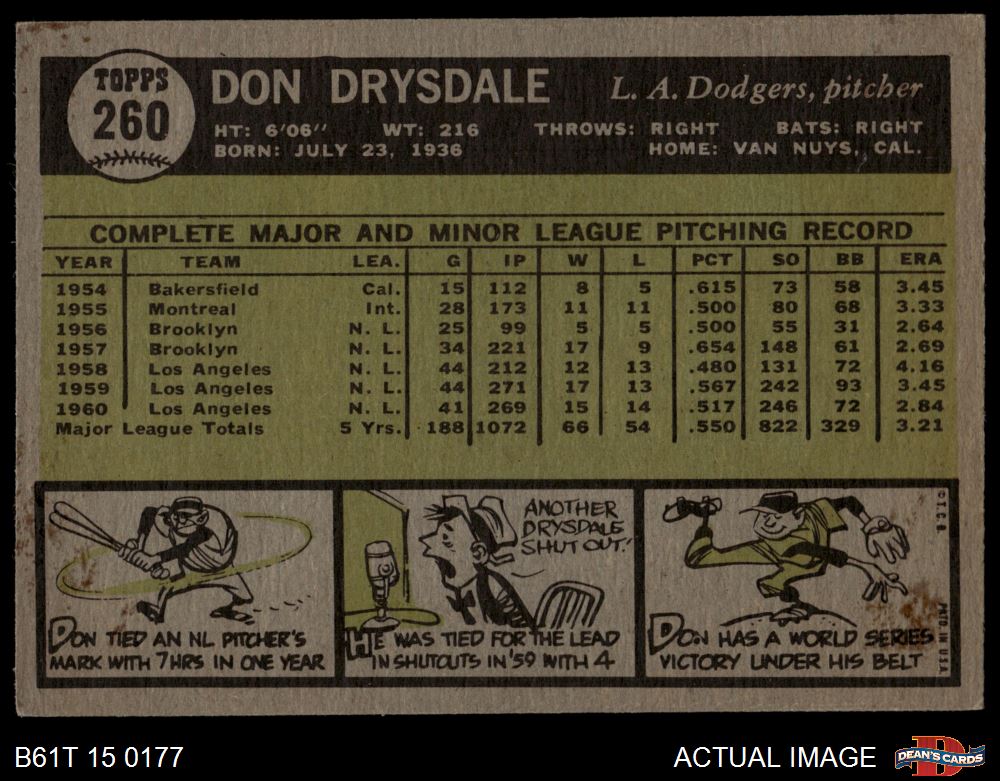 TOPPS
260
DON DRYSDALE L. A. Dodgers, pitcher
HT: 6'06" WT: 216 THROWS: RIGHT BATS: RIGHT
BORN: JULY 23, 1936 HOME: VAN NUYS, CAL.
COMPLETE MAJOR AND MINOR LEAGUE PITCHING RECORD
YEAR TEAM LEA. G IP W L PCT SO BB ERA
1954 Bakersfield Cal. 15 112 8 5 .615 73 58 3.45
1955 Montreal Int. 28 173 11 11 .500 80 68 3.33
1956 Brooklyn N. L. 25 99 5 5 .500 55 31 2.64
1957 Brooklyn N. L. 34 221 17 9 .654 148 61 2.69
1958 Los Angeles N. L. 44 212 12 13 .480 131 72 4.16
1959 Los Angeles N. L. 44 271 17 13 .567 242 93 3.45
1960 Los Angeles N. L. 41 269 15 14 .517 246 72 2.84
Major League Totals 5 Yrs. 188 1072 66 54 .550 822 329 3.21
DON TIED AN NL PITCHER'S
MARK WITH 7 HRS IN ONE YEAR
ANOTHER
DRYSDALE
SHUT OUT!
HE WAS TIED FOR THE LEAD
IN SHUTOUTS IN '59 WITH 4
DON HAS A WORLD SERIES
VICTORY UNDER HIS BELT
© T. C. G.
PRTD IN U.S.A.
B61T 15 0177
ACTUAL IMAGE
D
DEAN'S CARDS